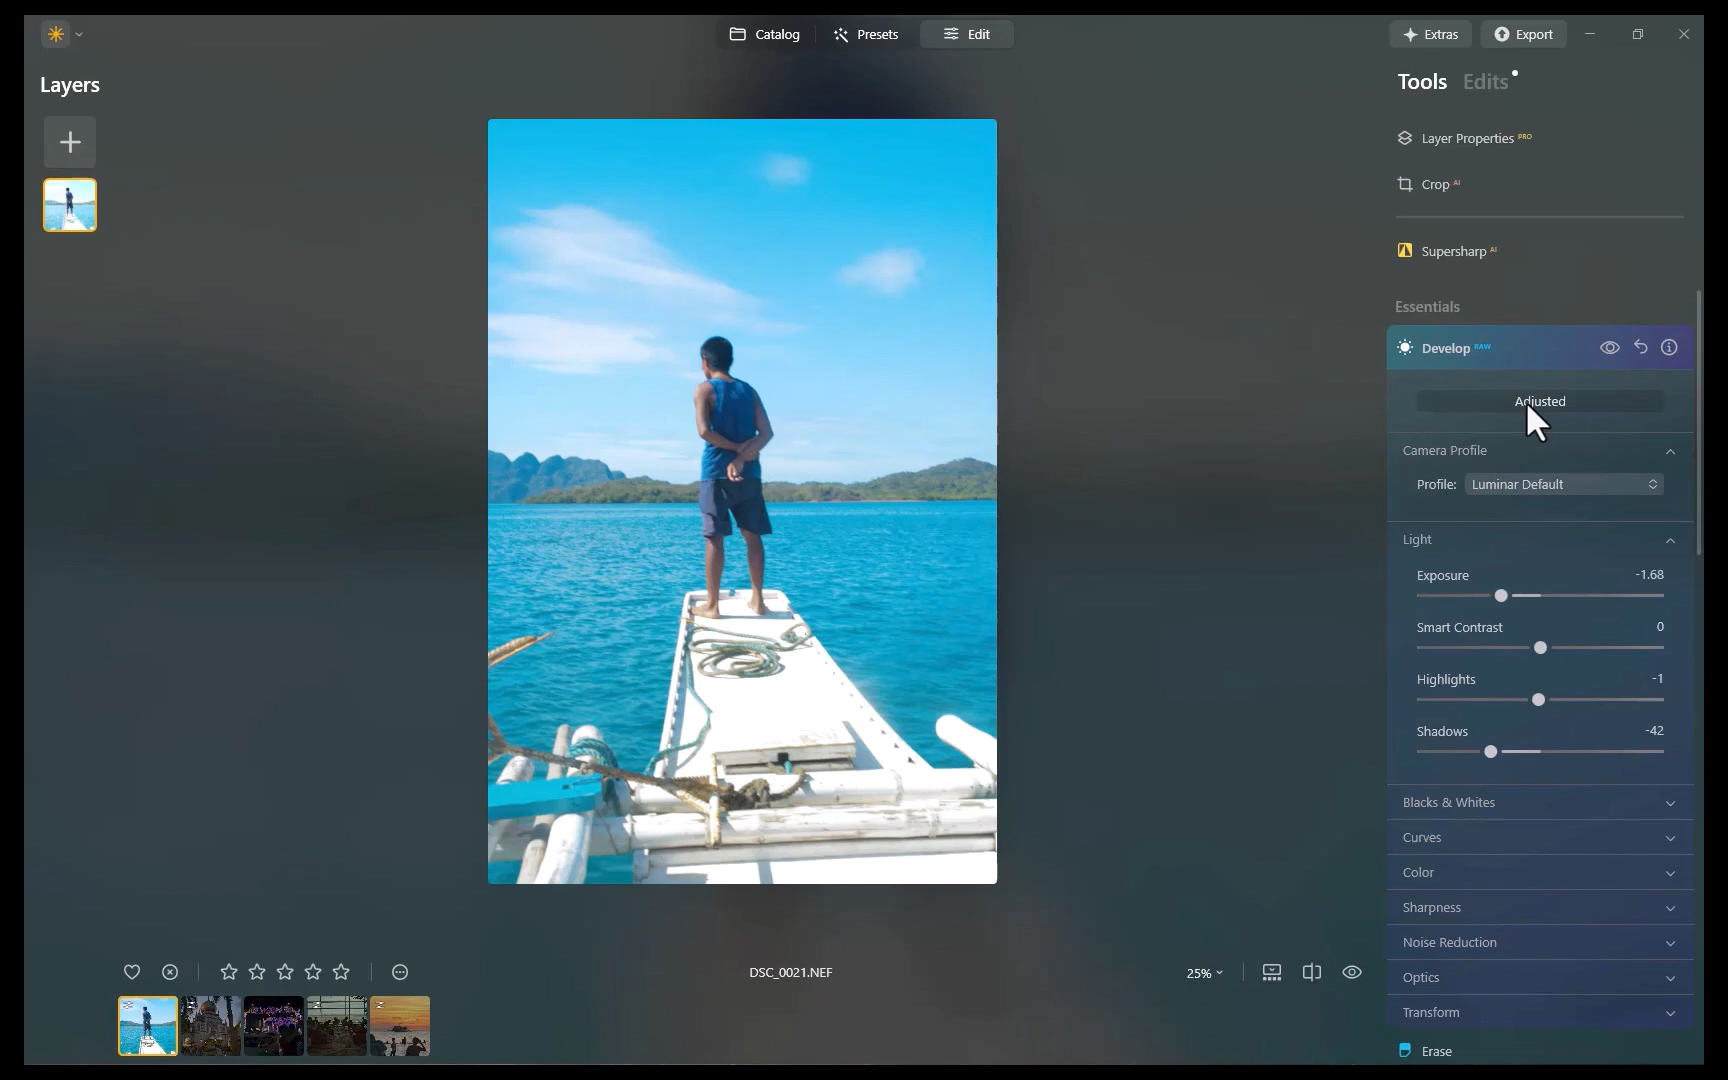 Catalog
Presets
Edit
Extras
Export
Layers
Tools
Edits
Layer Properties PRO
Crop AI
Supersharp AI
Essentials
Develop RAW
Adjusted
Camera Profile
Profile: Luminar Default
Light
Exposure -1.68
Smart Contrast 0
Highlights -1
Shadows -42
Blacks & Whites
Curves
Color
Sharpness
Noise Reduction
Optics
Transform
Erase
DSC_0021.NEF
25%